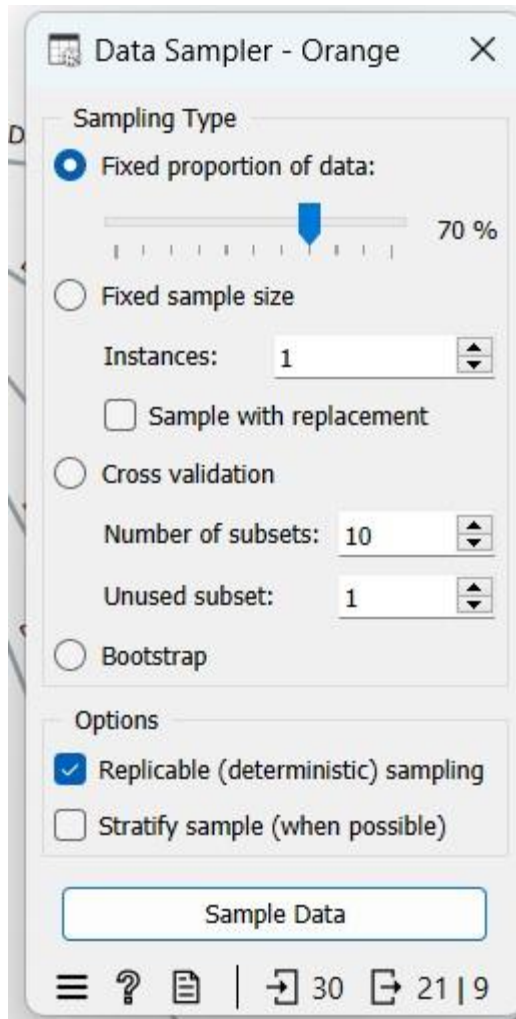 Data Sampler - Orange
D
Sampling Type
Fixed proportion of data:
70 %
Fixed sample size
Instances: 1
Sample with replacement
Cross validation
Number of subsets: 10
Unused subset: 1
Bootstrap
Options
Replicable (deterministic) sampling
Stratify sample (when possible)
Sample Data
? | 30 21 | 9